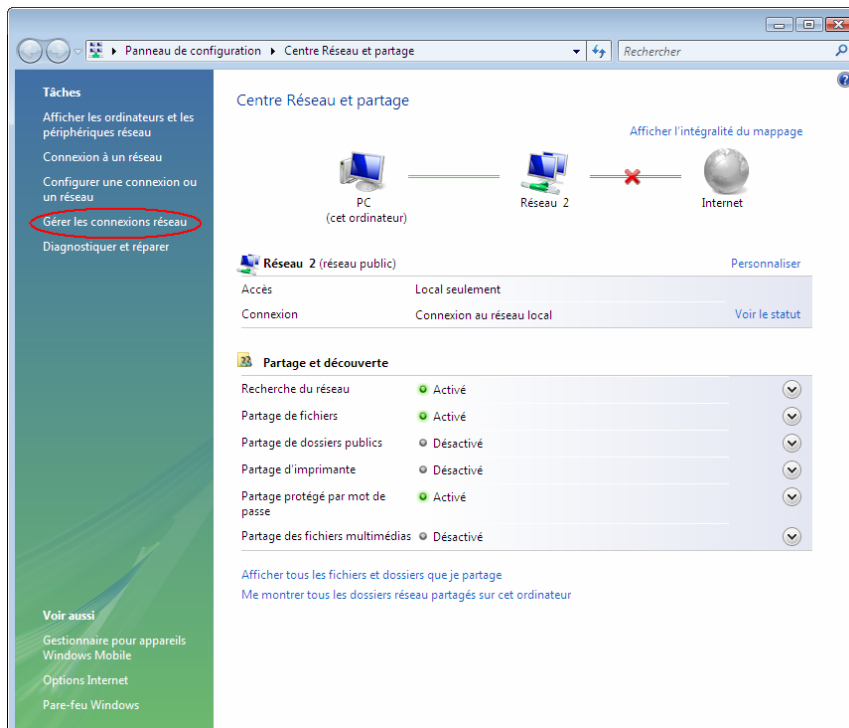 Panneau de configuration ▸ Centre Réseau et partage
Rechercher
Tâches
Afficher les ordinateurs et les
périphériques réseau
Connexion à un réseau
Configurer une connexion ou
un réseau
Gérer les connexions réseau
Diagnostiquer et réparer
Voir aussi
Gestionnaire pour appareils
Windows Mobile
Options Internet
Pare-feu Windows
Centre Réseau et partage
Afficher l'intégralité du mappage
PC
(cet ordinateur)
Réseau 2
Internet
Réseau 2 (réseau public)
Personnaliser
Accès Local seulement
Connexion Connexion au réseau local Voir le statut
Partage et découverte
Recherche du réseau Activé
Partage de fichiers Activé
Partage de dossiers publics Désactivé
Partage d'imprimante Désactivé
Partage protégé par mot de Activé
passe
Partage des fichiers multimédias Désactivé
Afficher tous les fichiers et dossiers que je partage
Me montrer tous les dossiers réseau partagés sur cet ordinateur